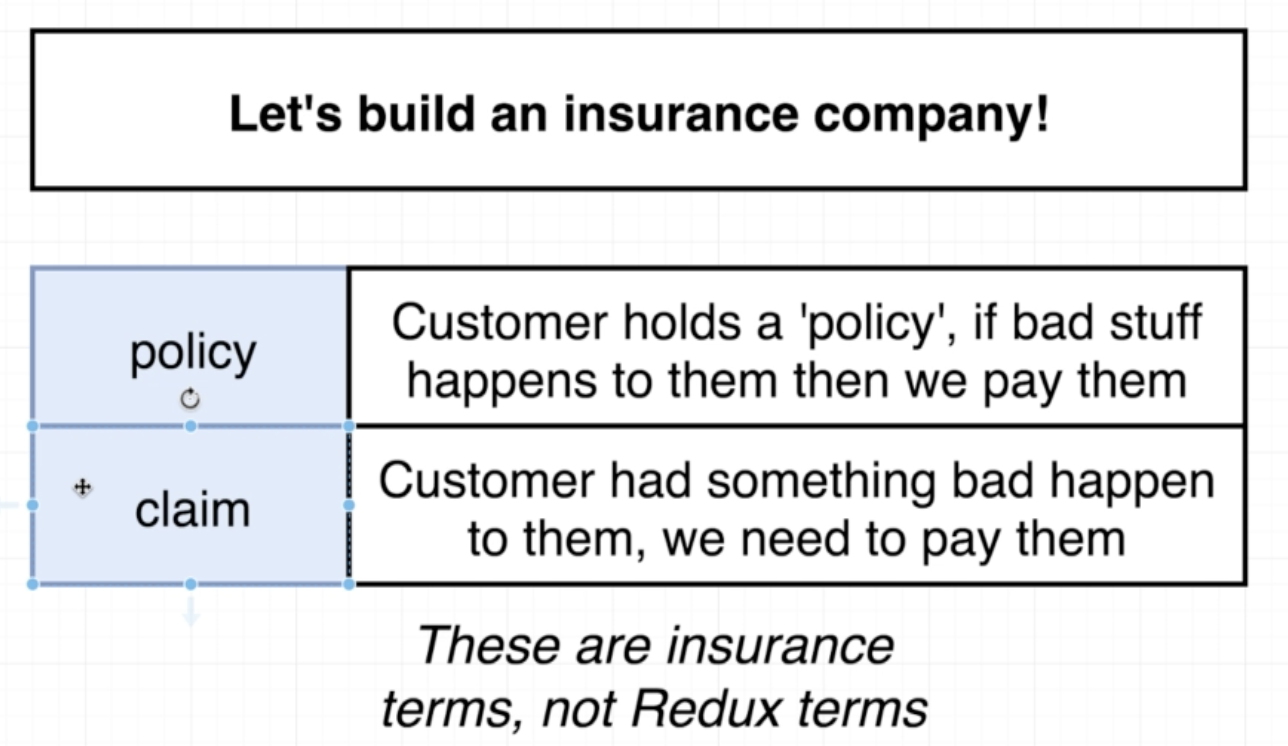 Let's build an insurance company!
policy
Customer holds a 'policy', if bad stuff
happens to them then we pay them
claim
Customer had something bad happen
to them, we need to pay them
These are insurance
terms, not Redux terms